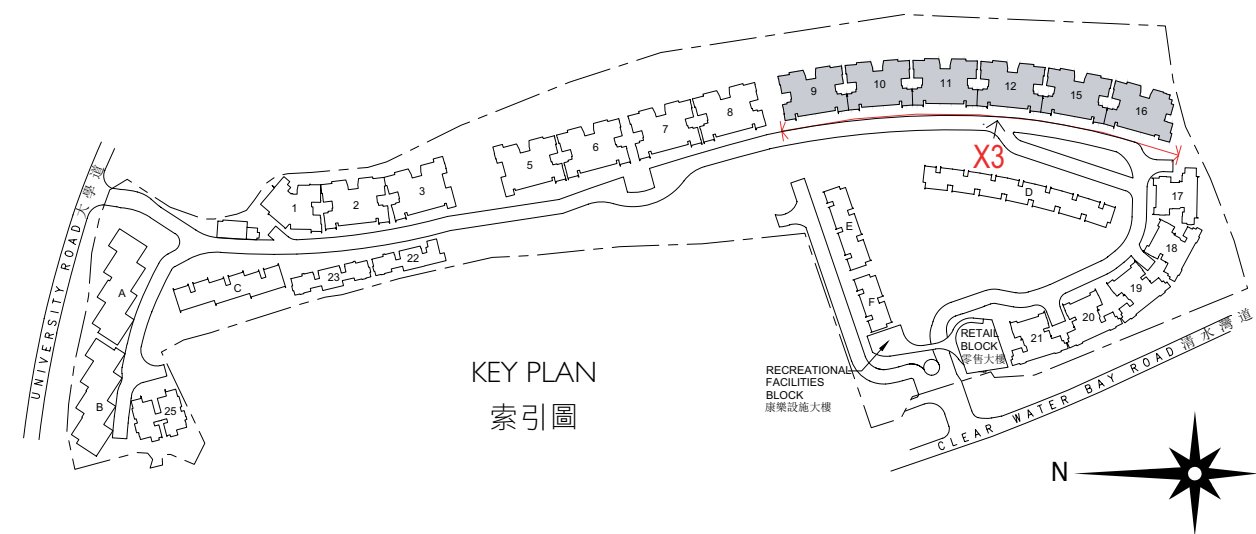 9
10
11
12
15
16
8
7
6
5
X3
3
2
1
D
17
E
18
22
23
C
19
A
F
20
RETAIL
BLOCK
零售大樓
21
UNIVERSITY ROAD 大學道
KEY PLAN
索引圖
RECREATIONAL
FACILITIES
BLOCK
康樂設施大樓
B
25
CLEAR WATER BAY ROAD 清水灣道
N